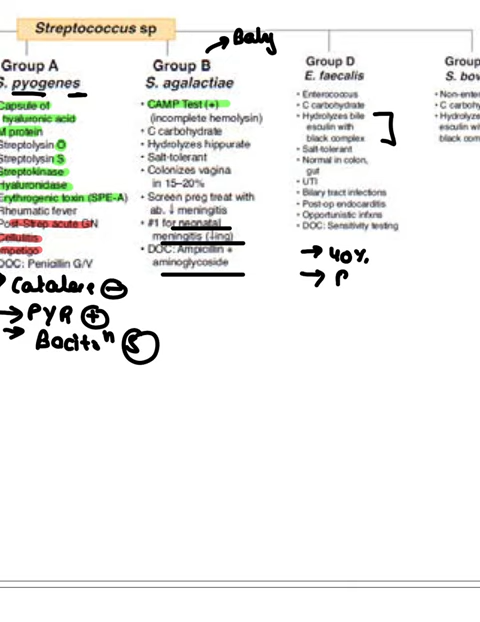 Streptococcus sp
→ Baby
Group A
S. pyogenes
Capsule of
hyaluronic acid
M protein
Streptolysin O
Streptolysin S
Streptokinase
Hyaluronidase
Erythrogenic toxin (SPE-A)
Rheumatic fever
Post-Strep acute GN
Cellulitis
Impetigo
DOC: Penicillin G/V
Catalase ⊖
→ PYR ⊕
→ Bacitⁿ Ⓢ
Group B
S. agalactiae
• CAMP Test (+)
(incomplete hemolysin)
• C carbohydrate
• Hydrolyzes hippurate
• Salt-tolerant
• Colonizes vagina
in 15–20%
• Screen preg treat with
ab. ↓ meningitis
• #1 for neonatal
meningitis (↓ing)
• DOC: Ampicillin +
aminoglycoside
Group D
E. faecalis
• Enterococcus
• C carbohydrate
• Hydrolyzes bile
esculin with
black complex
• Salt-tolerant
• Normal in colon,
gut
• UTI
• Biliary tract infections
• Post op endocarditis
• Opportunistic infxns
• DOC: Sensitivity testing
→ 40%
→ P
Group
S. bov
• Non-enter
• C carbohy
• Hydrolyze
esculin wi
black com